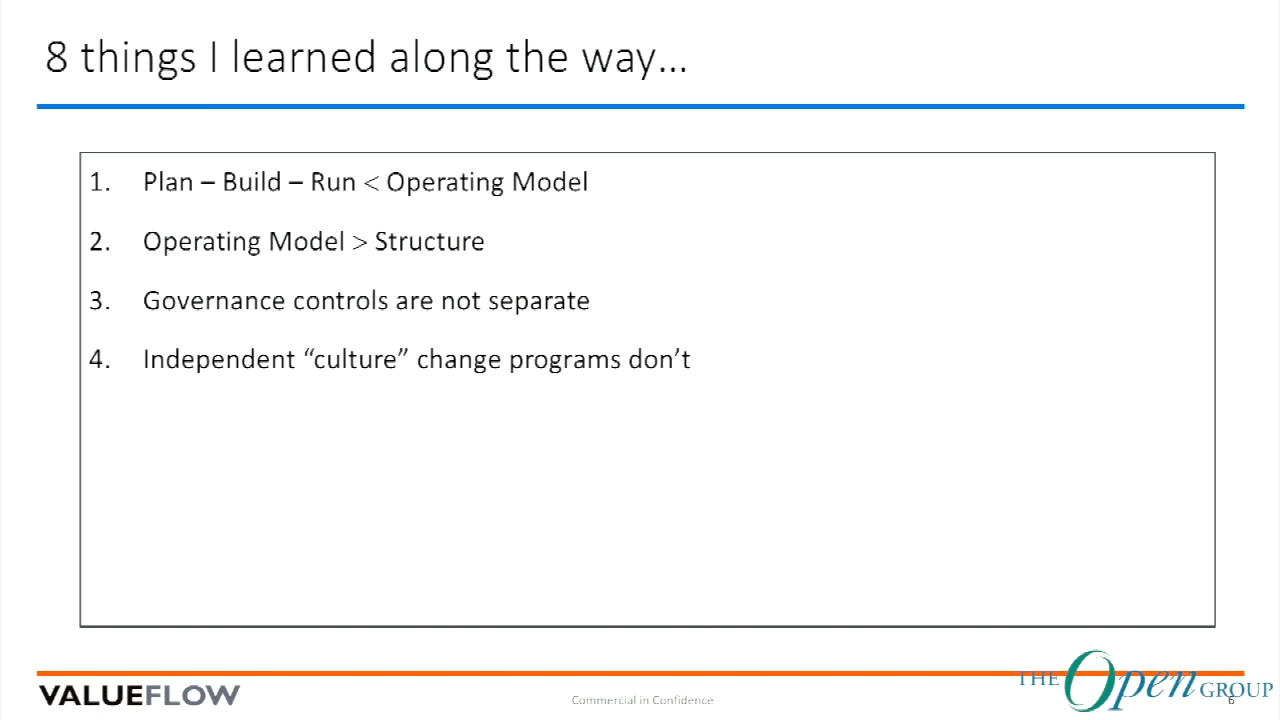 8 things I learned along the way...
1. Plan – Build – Run < Operating Model
2. Operating Model > Structure
3. Governance controls are not separate
4. Independent “culture” change programs don’t
VALUEFLOW
Commercial in Confidence
THE Open GROUP
6